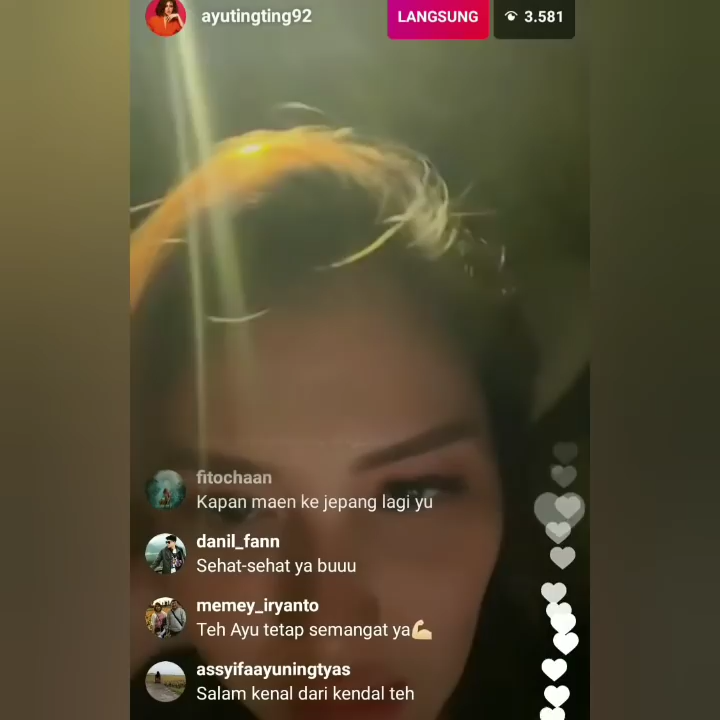 ayutingting92
LANGSUNG
3.581
fitochaan
Kapan maen ke jepang lagi yu
danil_fann
Sehat-sehat ya buuu
memey_iryanto
Teh Ayu tetap semangat ya💪🏼
assyifaayuningtyas
Salam kenal dari kendal teh